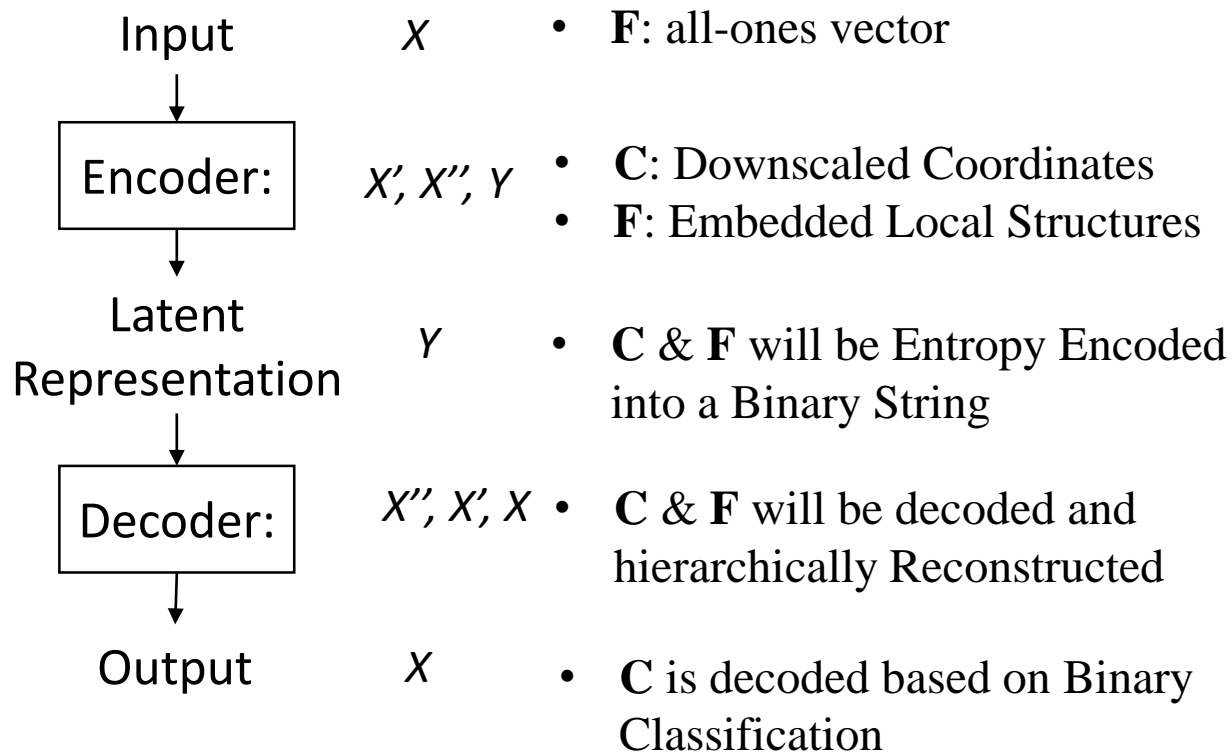 Input X • F: all-ones vector
Encoder: X’, X’’, Y • C: Downscaled Coordinates
• F: Embedded Local Structures
Latent
Representation Y • C & F will be Entropy Encoded
into a Binary String
Decoder: X’’, X’, X • C & F will be decoded and
hierarchically Reconstructed
Output X • C is decoded based on Binary
Classification